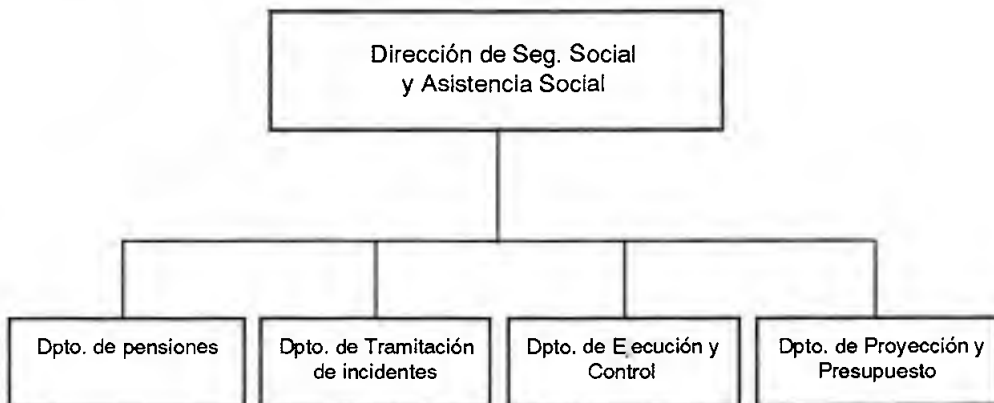 Dirección de Seg. Social
y Asistencia Social
Dpto. de pensiones
Dpto. de Tramitación
de incidentes
Dpto. de Ejecución y
Control
Dpto. de Proyección y
Presupuesto